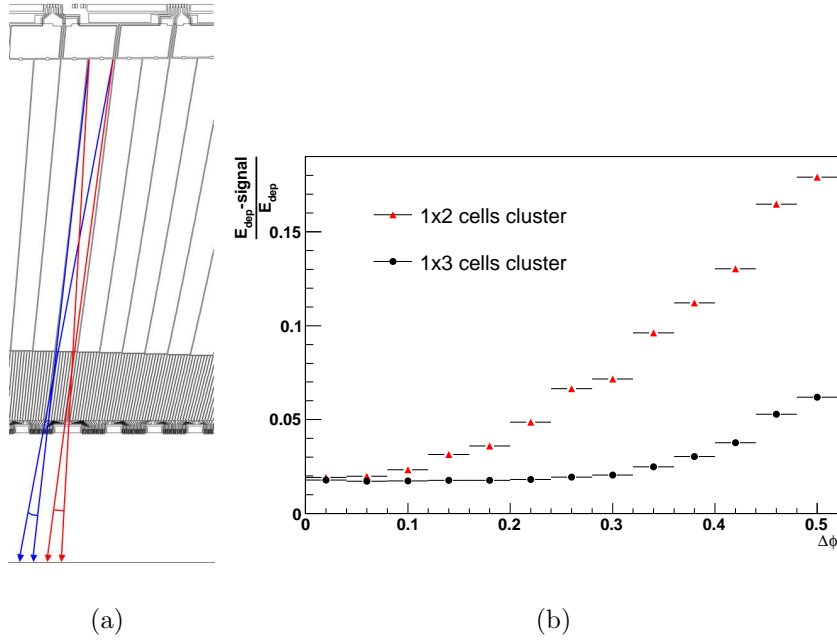 E_dep-signal
E_dep
1x2 cells cluster
1x3 cells cluster
0.15
0.1
0.05
0
0 0.1 0.2 0.3 0.4 0.5
Δϕ
(a) (b)